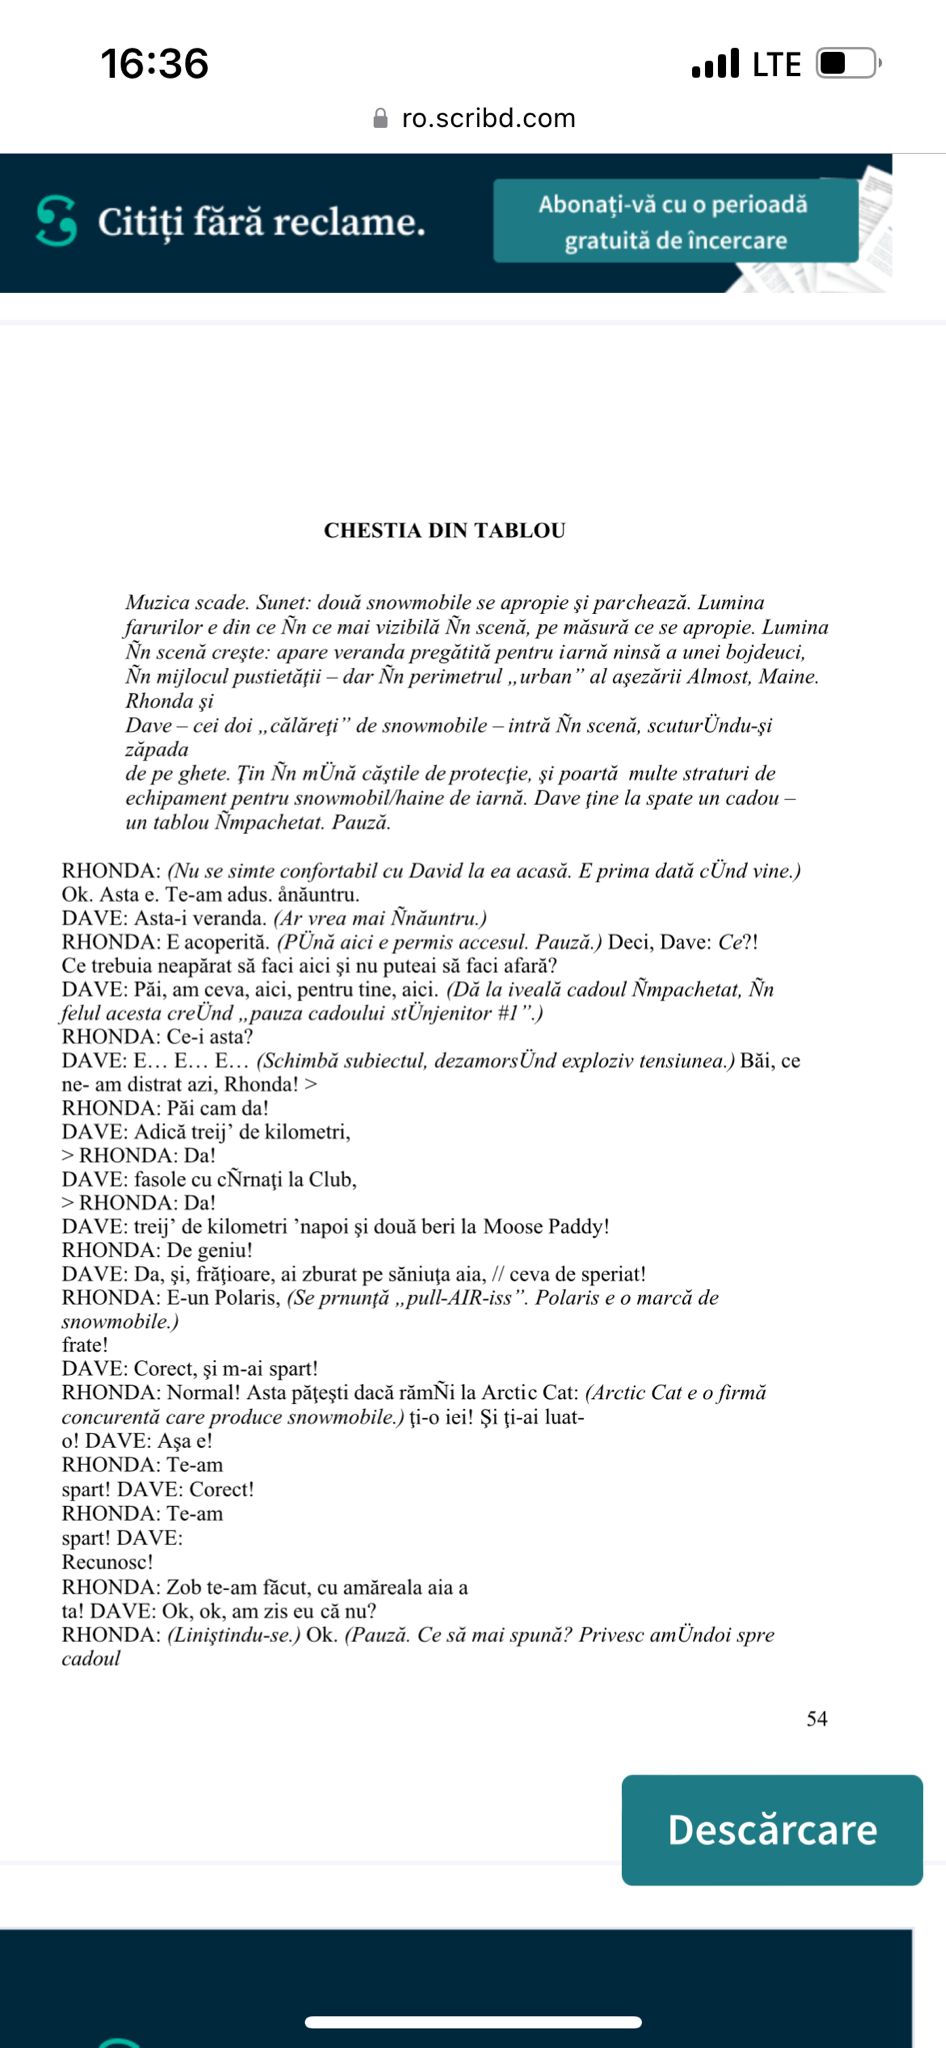 16:36
LTE
ro.scribd.com
Citiți fără reclame.
Abonați-vă cu o perioadă
gratuită de încercare
CHESTIA DIN TABLOU
Muzica scade. Sunet: două snowmobile se apropie şi parchează. Lumina
farurilor e din ce Ñn ce mai vizibilă Ñn scenă, pe măsură ce se apropie. Lumina
Ñn scenă creşte: apare veranda pregătită pentru iarnă ninsă a unei bojdeuci,
Ñn mijlocul pustietăţii – dar Ñn perimetrul „urban” al aşezării Almost, Maine.
Rhonda şi
Dave – cei doi „călăreţi” de snowmobile – intră Ñn scenă, scuturÜndu-şi
zăpada
de pe ghete. Ţin Ñn mÜnă căştile de protecţie, şi poartă multe straturi de
echipament pentru snowmobil/haine de iarnă. Dave ţine la spate un cadou –
un tablou Ñmpachetat. Pauză.
RHONDA: (Nu se simte confortabil cu David la ea acasă. E prima dată cÜnd vine.)
Ok. Asta e. Te-am adus. ånăuntru.
DAVE: Asta-i veranda. (Ar vrea mai Ñnăuntru.)
RHONDA: E acoperită. (PÜnă aici e permis accesul. Pauză.) Deci, Dave: Ce?!
Ce trebuia neapărat să faci aici şi nu puteai să faci afară?
DAVE: Păi, am ceva, aici, pentru tine, aici. (Dă la iveală cadoul Ñmpachetat, Ñn
felul acesta creÜnd „pauza cadoului stÜnjenitor #1”.)
RHONDA: Ce-i asta?
DAVE: E… E… E… (Schimbă subiectul, dezamorsÜnd exploziv tensiunea.) Băi, ce
ne- am distrat azi, Rhonda! >
RHONDA: Păi cam da!
DAVE: Adică treij’ de kilometri,
> RHONDA: Da!
DAVE: fasole cu cÑrnaţi la Club,
> RHONDA: Da!
DAVE: treij’ de kilometri ’napoi şi două beri la Moose Paddy!
RHONDA: De geniu!
DAVE: Da, şi, frăţioare, ai zburat pe săniuţa aia, // ceva de speriat!
RHONDA: E-un Polaris, (Se prnunţă „pull-AIR-iss”. Polaris e o marcă de
snowmobile.)
frate!
DAVE: Corect, şi m-ai spart!
RHONDA: Normal! Asta păţeşti dacă rămÑi la Arctic Cat: (Arctic Cat e o firmă
concurentă care produce snowmobile.) ţi-o iei! Şi ţi-ai luat-
o! DAVE: Aşa e!
RHONDA: Te-am
spart! DAVE: Corect!
RHONDA: Te-am
spart! DAVE:
Recunosc!
RHONDA: Zob te-am făcut, cu amăreala aia a
ta! DAVE: Ok, ok, am zis eu că nu?
RHONDA: (Liniştindu-se.) Ok. (Pauză. Ce să mai spună? Privesc amÜndoi spre
cadoul
54
Descărcare